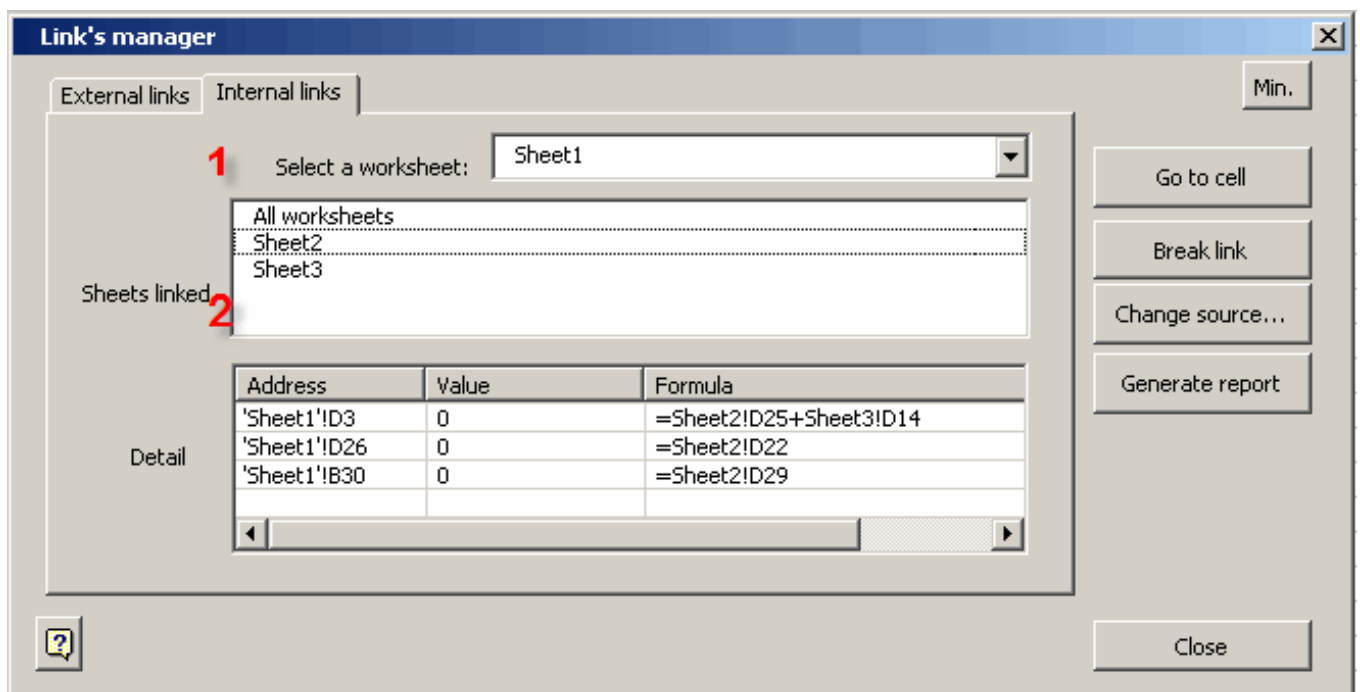 Link's manager
External links
Internal links
Min.
1
Select a worksheet:
Sheet1
Go to cell
All worksheets
Sheet2
Sheet3
Break link
Sheets linked
2
Change source...
Address Value Formula
Generate report
'Sheet1'!D3 0 =Sheet2!D25+Sheet3!D14
'Sheet1'!D26 0 =Sheet2!D22
'Sheet1'!B30 0 =Sheet2!D29
Detail
?
Close